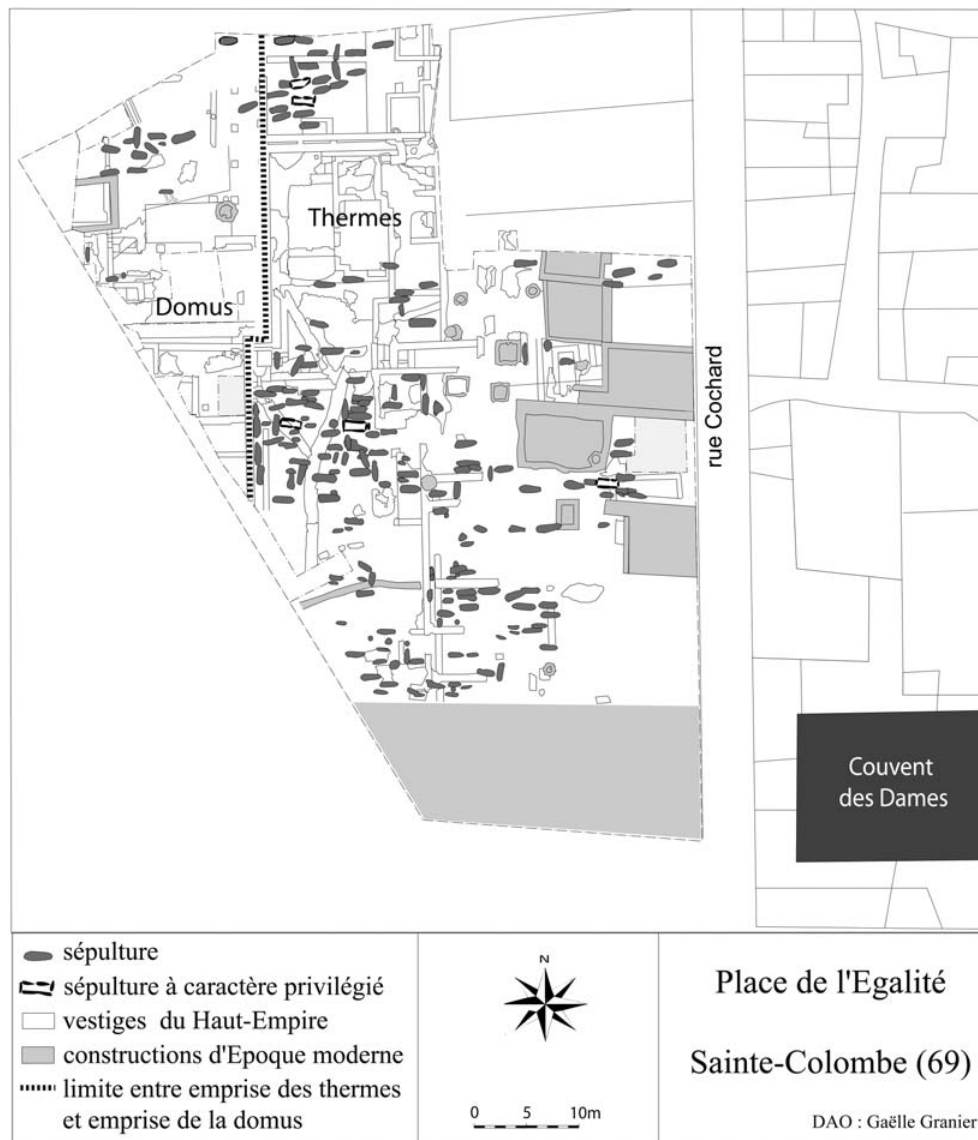 Thermes
Domus
rue Cochard
Couvent
des Dames
sépulture
sépulture à caractère privilégié
vestiges du Haut-Empire
constructions d'Epoque moderne
limite entre emprise des thermes
et emprise de la domus
N
0 5 10m
Place de l'Egalité
Sainte-Colombe (69)
DAO : Gaëlle Granier